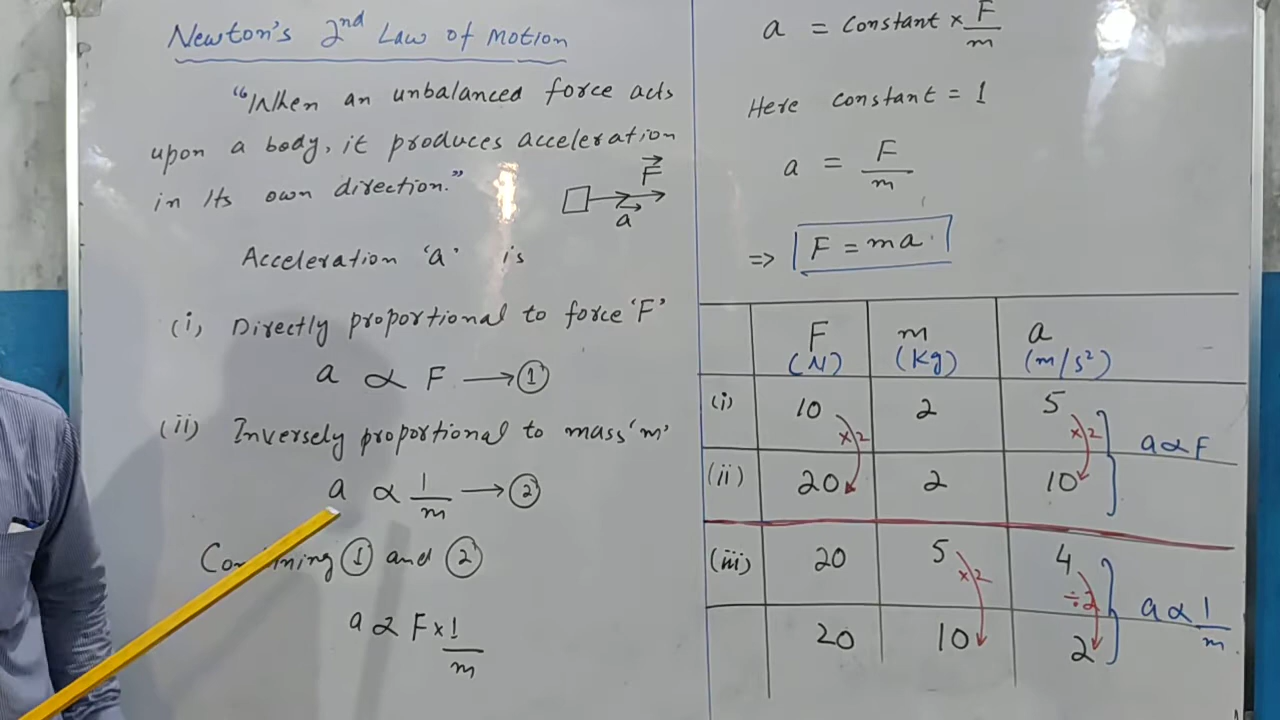 Newton's 2nd Law of Motion
"When an unbalanced force acts
upon a body, it produces acceleration
in Its own direction."
F
a
Acceleration 'a' is
(i) Directly proportional to force 'F'
a ∝ F ⟶ ①
(ii) Inversely proportional to mass 'm'
a ∝ 1/m ⟶ ②
① and ②
a ∝ F × 1/m
a = Constant × F/m
Here constant = 1
a = F/m
=> F = ma
F m a
(N) (Kg) (m/s²)
(i) 10 2 5
×2 ×2 a∝F
(ii) 20 2 10
(iii) 20 5 4
×2 ÷2 a∝1/m
20 10 2